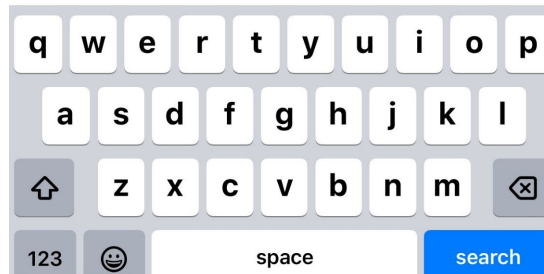 q w e r t y u i o p
a s d f g h j k l
z x c v b n m
123 space search